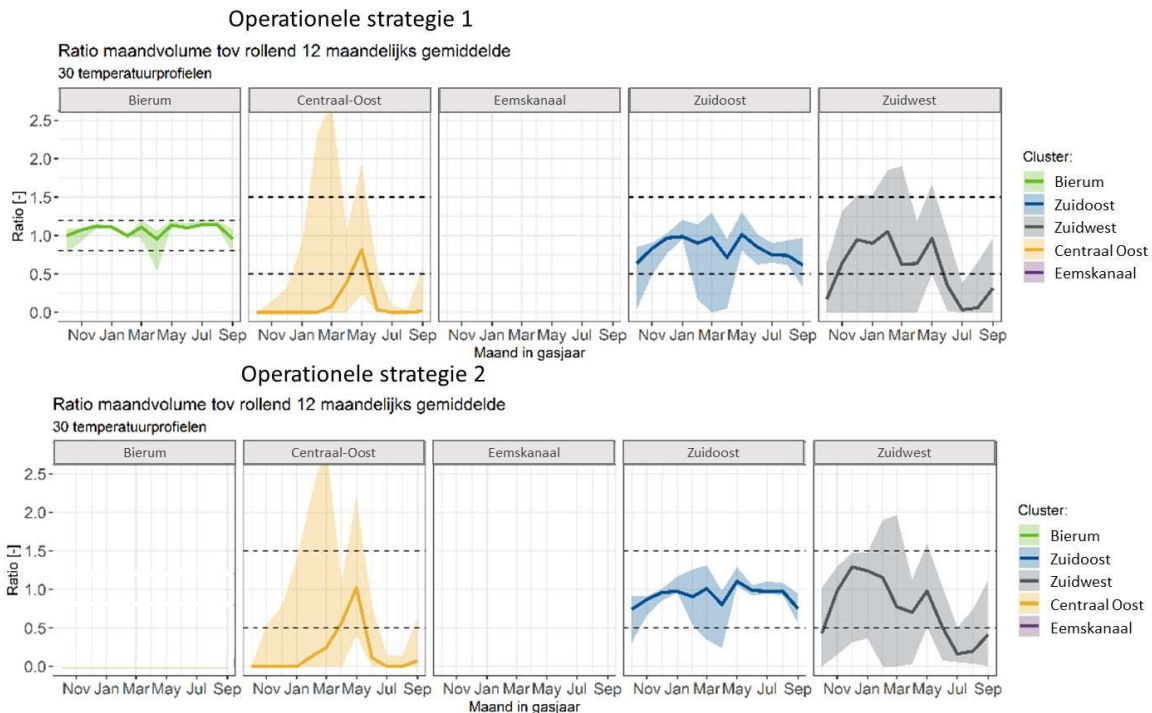 Operationele strategie 1
Ratio maandvolume tov rollend 12 maandelijks gemiddelde
30 temperatuurprofielen
Bierum Centraal-Oost Eemskanaal Zuidoost Zuidwest
2.5
2.0
1.5
1.0
0.5
0.0
Ratio [-]
Nov Jan Mar May Jul Sep Nov Jan Mar May Jul Sep Nov Jan Mar May Jul Sep Nov Jan Mar May Jul Sep Nov Jan Mar May Jul Sep
Maand in gasjaar
Cluster:
Bierum
Zuidoost
Zuidwest
Centraal Oost
Eemskanaal
Operationele strategie 2
Ratio maandvolume tov rollend 12 maandelijks gemiddelde
30 temperatuurprofielen
Bierum Centraal-Oost Eemskanaal Zuidoost Zuidwest
2.5
2.0
1.5
1.0
0.5
0.0
Ratio [-]
Nov Jan Mar May Jul Sep Nov Jan Mar May Jul Sep Nov Jan Mar May Jul Sep Nov Jan Mar May Jul Sep Nov Jan Mar May Jul Sep
Maand in gasjaar
Cluster:
Bierum
Zuidoost
Zuidwest
Centraal Oost
Eemskanaal